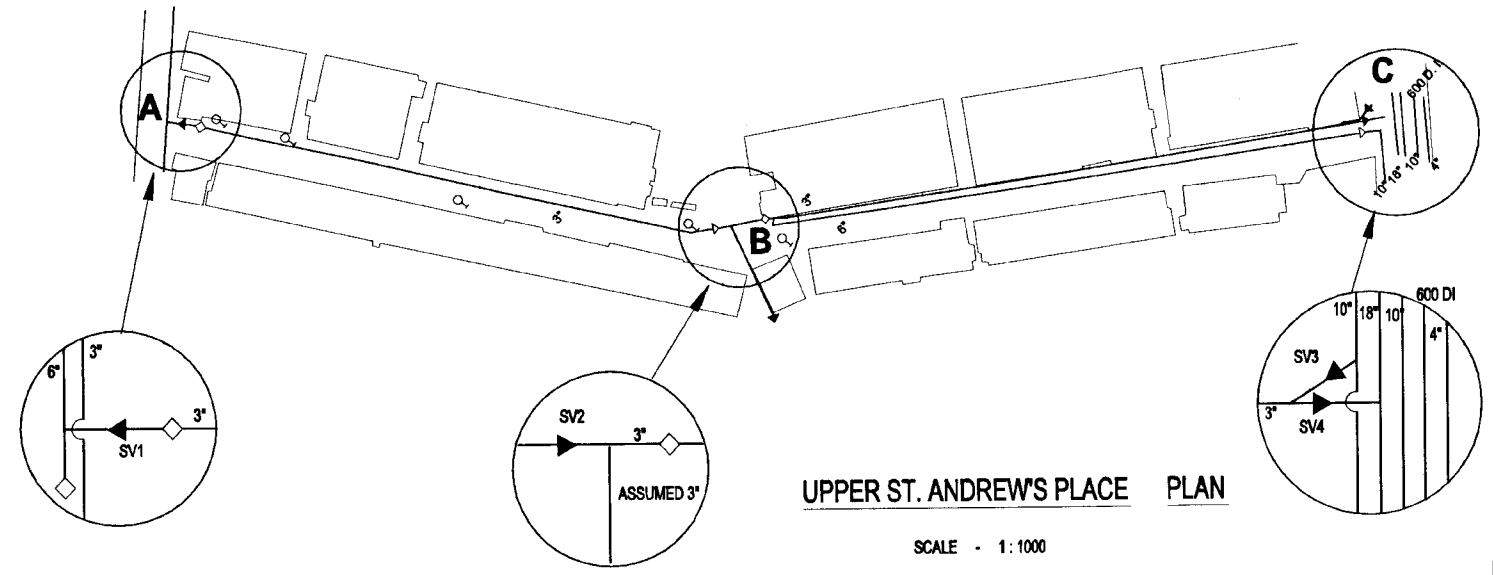 A
B
C
600 D.I
3"
3"
6"
10"
18"
10"
4"
6"
3"
3"
SV1
SV2
3"
ASSUMED 3"
10"
18"
10"
600 DI
4"
SV3
3"
SV4
UPPER ST. ANDREW'S PLACE PLAN
SCALE - 1:1000